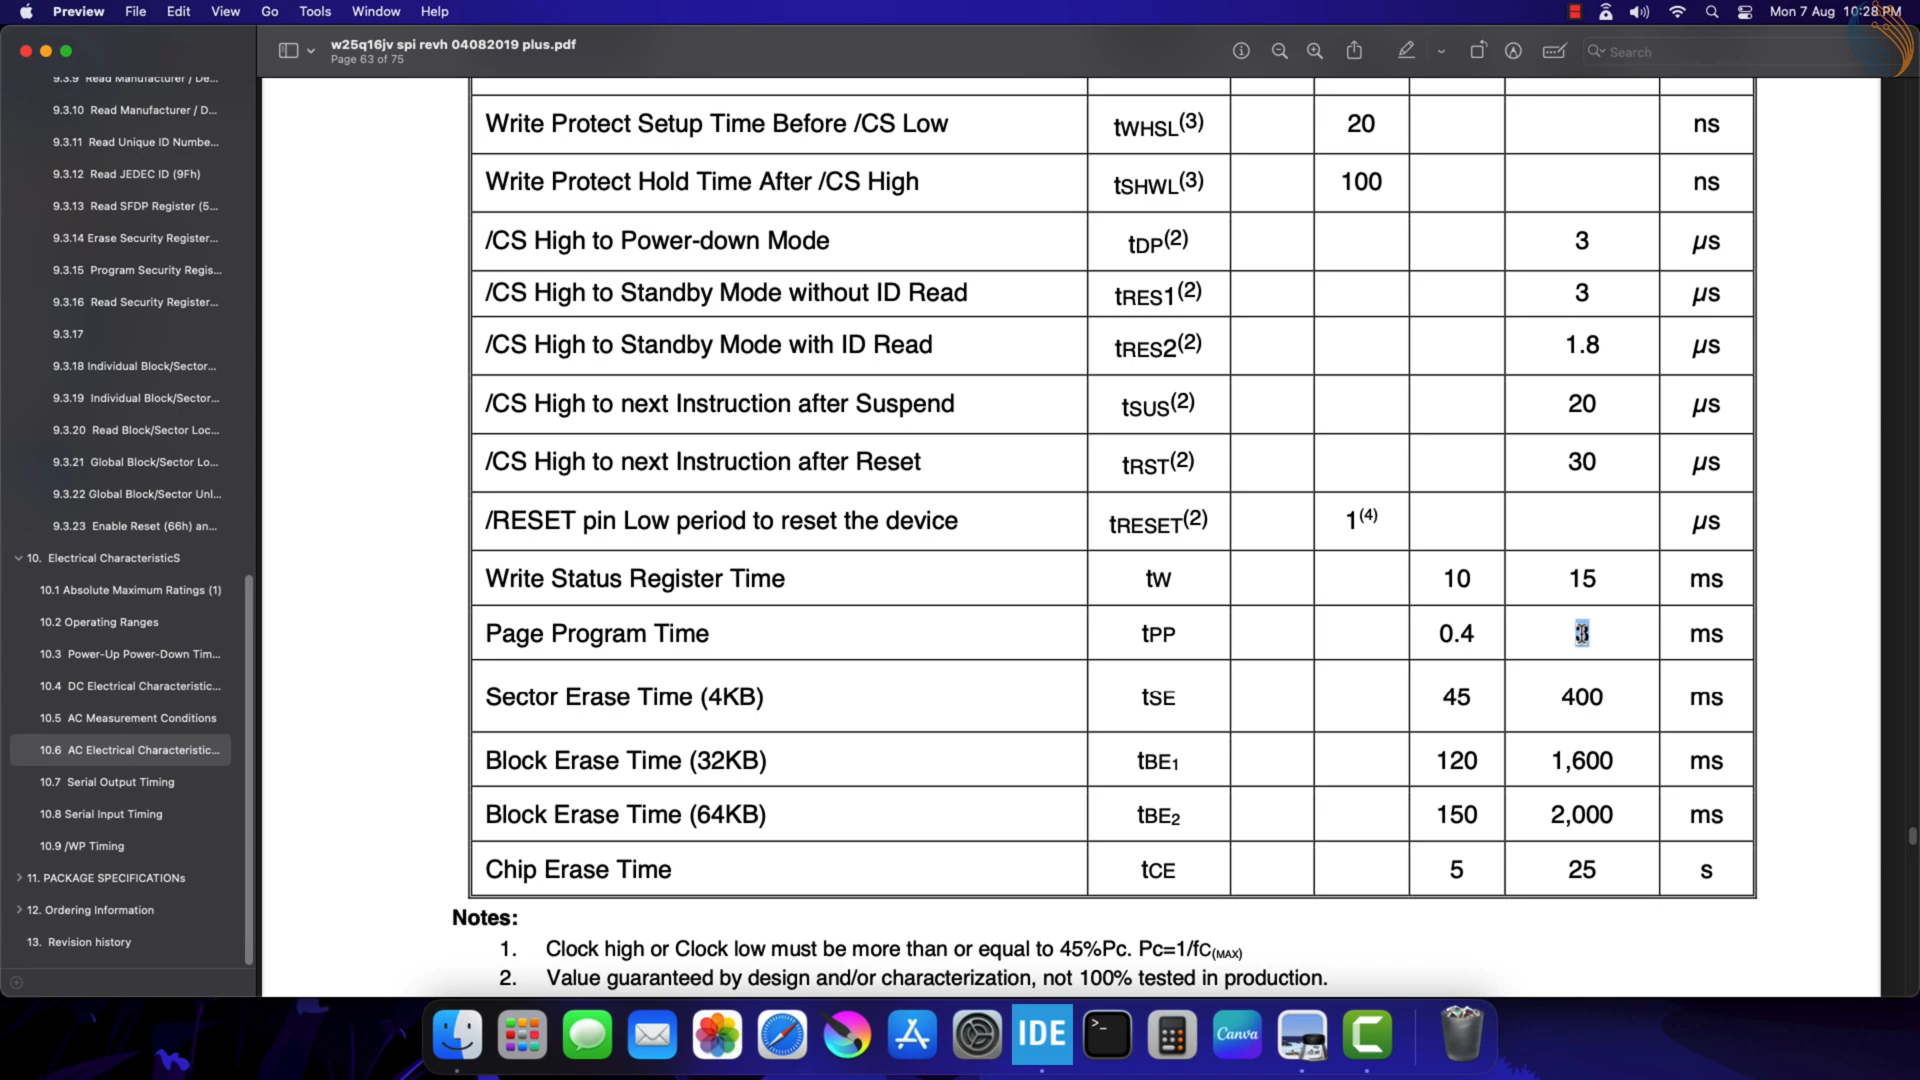 Preview File Edit View Go Tools Window Help
Mon 7 Aug 10:28 PM
w25q16jv spi revh 04082019 plus.pdf
Page 63 of 75
Search
9.3.9 Read Manufacturer / De...
9.3.10 Read Manufacturer / D...
9.3.11 Read Unique ID Numbe...
9.3.12 Read JEDEC ID (9Fh)
9.3.13 Read SFDP Register (5...
9.3.14 Erase Security Register...
9.3.15 Program Security Regis...
9.3.16 Read Security Register...
9.3.17
9.3.18 Individual Block/Sector...
9.3.19 Individual Block/Sector...
9.3.20 Read Block/Sector Loc...
9.3.21 Global Block/Sector Lo...
9.3.22 Global Block/Sector Unl...
9.3.23 Enable Reset (66h) an...
10. Electrical CharacteristicS
10.1 Absolute Maximum Ratings (1)
10.2 Operating Ranges
10.3 Power-Up Power-Down Tim...
10.4 DC Electrical Characteristic...
10.5 AC Measurement Conditions
10.6 AC Electrical Characteristic...
10.7 Serial Output Timing
10.8 Serial Input Timing
10.9 /WP Timing
11. PACKAGE SPECIFICATIONs
12. Ordering Information
13. Revision history
Write Protect Setup Time Before /CS Low tWHSL(3) 20 ns
Write Protect Hold Time After /CS High tSHWL(3) 100 ns
/CS High to Power-down Mode tDP(2) 3 µs
/CS High to Standby Mode without ID Read tRES1(2) 3 µs
/CS High to Standby Mode with ID Read tRES2(2) 1.8 µs
/CS High to next Instruction after Suspend tSUS(2) 20 µs
/CS High to next Instruction after Reset tRST(2) 30 µs
/RESET pin Low period to reset the device tRESET(2) 1(4) µs
Write Status Register Time tW 10 15 ms
Page Program Time tPP 0.4 3 ms
Sector Erase Time (4KB) tSE 45 400 ms
Block Erase Time (32KB) tBE1 120 1,600 ms
Block Erase Time (64KB) tBE2 150 2,000 ms
Chip Erase Time tCE 5 25 s
Notes:
1. Clock high or Clock low must be more than or equal to 45%Pc. Pc=1/fC(MAX)
2. Value guaranteed by design and/or characterization, not 100% tested in production.
IDE
Canva